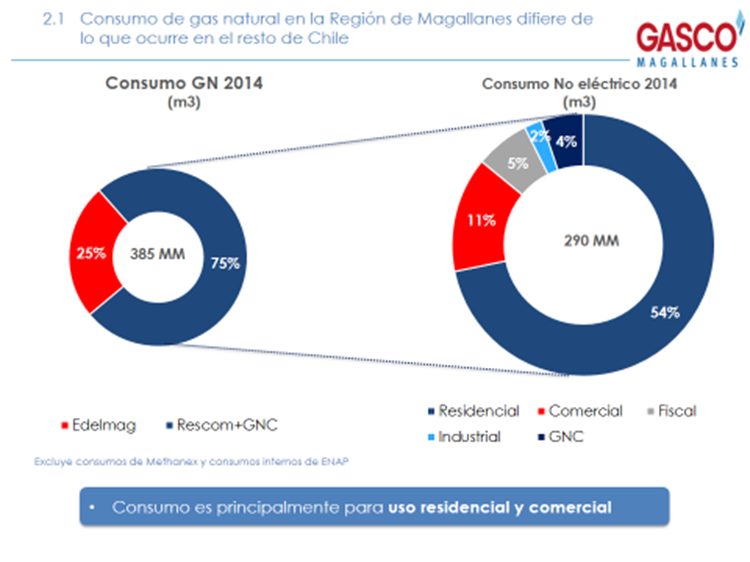 2.1 Consumo de gas natural en la Región de Magallanes difiere de
lo que ocurre en el resto de Chile
GASCO
MAGALLANES
Consumo GN 2014
(m3)
Consumo No eléctrico 2014
(m3)
25%
385 MM
75%
2%
4%
5%
11%
290 MM
54%
Edelmag
Rescom+GNC
Residencial
Comercial
Fiscal
Industrial
GNC
Excluye consumos de Methanex y consumos internos de ENAP
• Consumo es principalmente para uso residencial y comercial